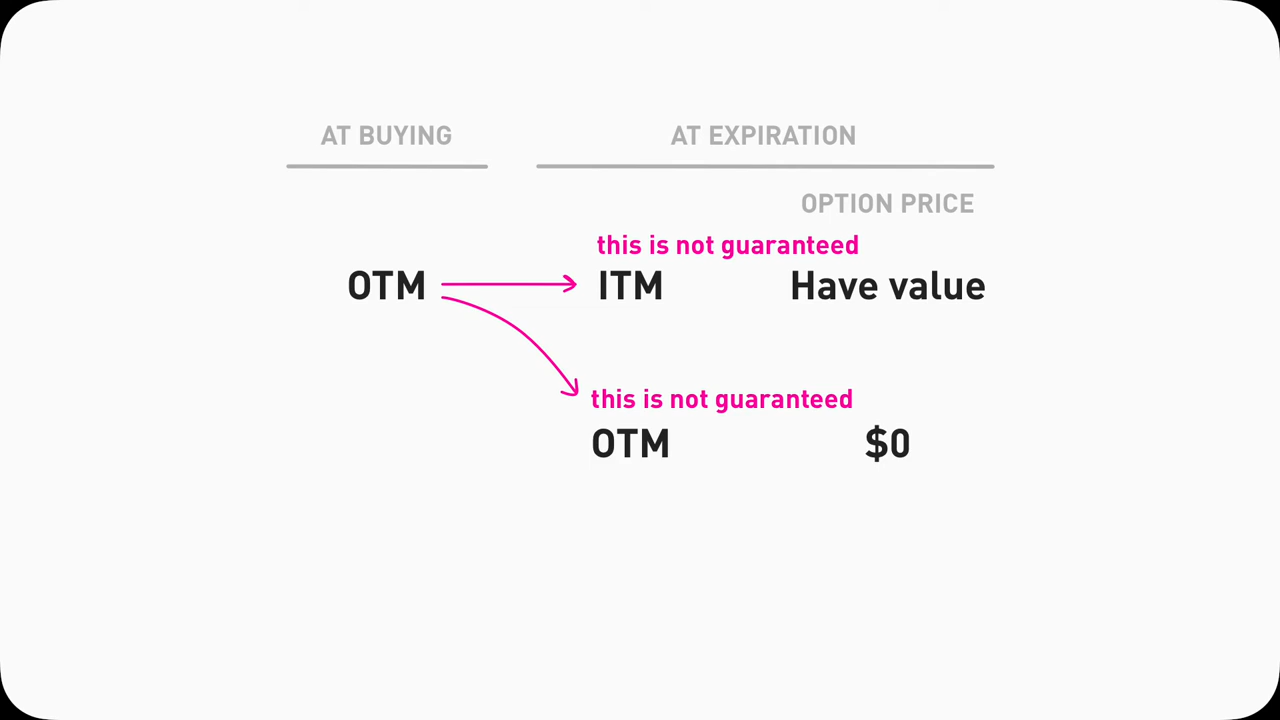 AT BUYING
AT EXPIRATION
OPTION PRICE
this is not guaranteed
OTM
ITM
Have value
this is not guaranteed
OTM
$0